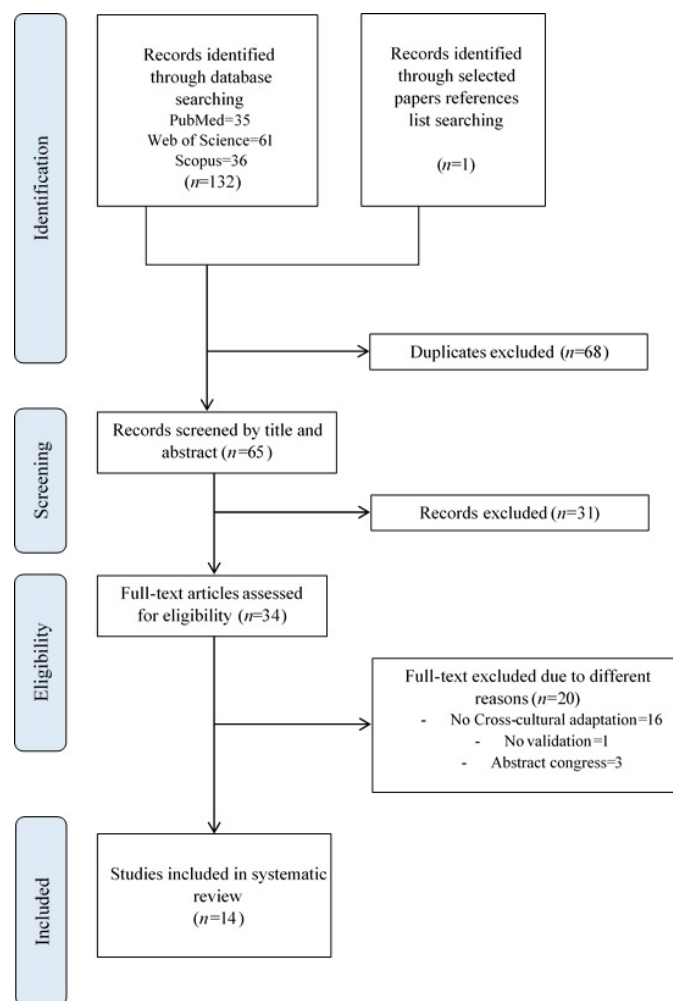 Identification
Records identified
through database
searching
PubMed=35
Web of Science=61
Scopus=36
(n=132)
Records identified
through selected
papers references
list searching
(n=1)
Duplicates excluded (n=68)
Screening
Records screened by title and
abstract (n=65)
Records excluded (n=31)
Eligibility
Full-text articles assessed
for eligibility (n=34)
Full-text excluded due to different
reasons (n=20)
- No Cross-cultural adaptation=16
- No validation=1
- Abstract congress=3
Included
Studies included in systematic
review
(n=14)